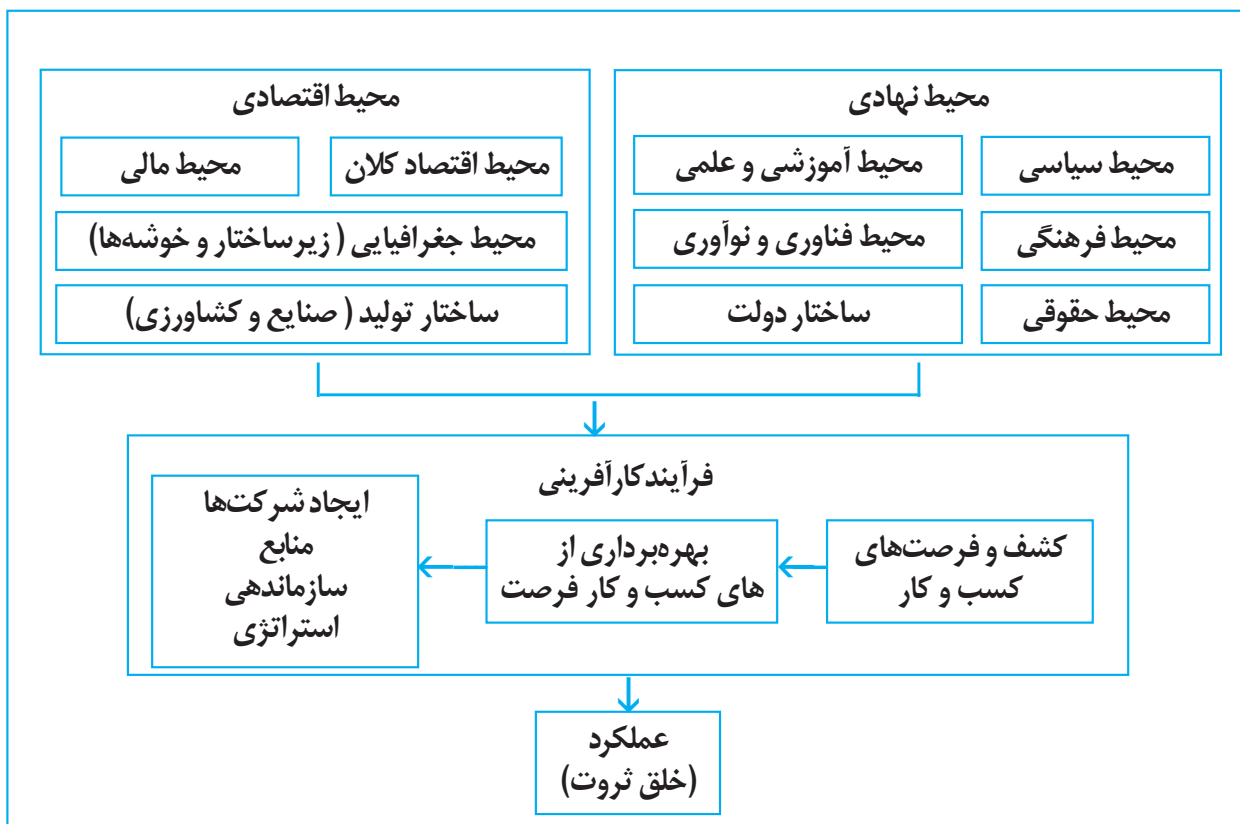 محیط نهادی
محیط سیاسی
محیط آموزشی و علمی
محیط فرهنگی
محیط فناوری و نوآوری
محیط حقوقی
ساختار دولت
محیط اقتصادی
محیط اقتصاد کلان
محیط مالی
محیط جغرافیایی ( زیرساختار و خوشه‌ها)
ساختار تولید ( صنایع و کشاورزی)
فرآیند کارآفرینی
کشف و فرصت‌های
کسب و کار
بهره‌برداری از
های کسب و کار فرصت
ایجاد شرکت‌ها
منابع
سازماندهی
استراتژی
عملکرد
(خلق ثروت)